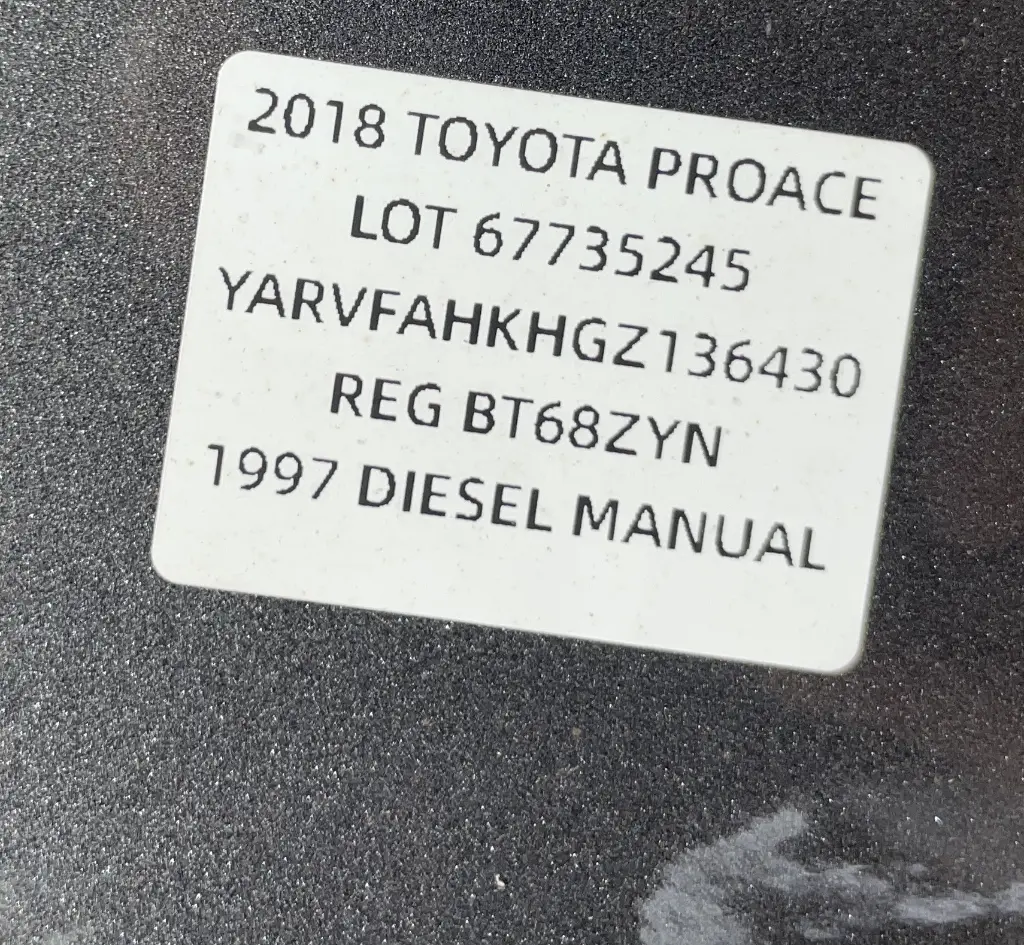 2018 TOYOTA PROACE
LOT 67735245
YARVFAHKHGZ136430
REG BT68ZYN
1997 DIESEL MANUAL